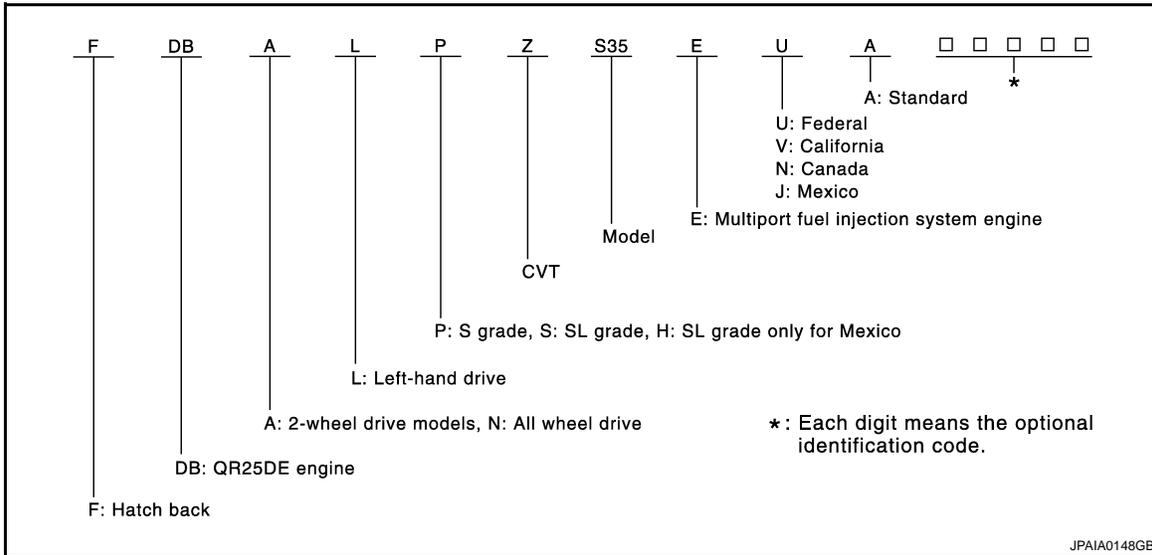 F DB A L P Z S35 E U A □ □ □ □ □
*
A: Standard
U: Federal
V: California
N: Canada
J: Mexico
E: Multiport fuel injection system engine
Model
CVT
P: S grade, S: SL grade, H: SL grade only for Mexico
L: Left-hand drive
A: 2-wheel drive models, N: All wheel drive
*: Each digit means the optional
identification code.
DB: QR25DE engine
F: Hatch back
JPAIA0148GB